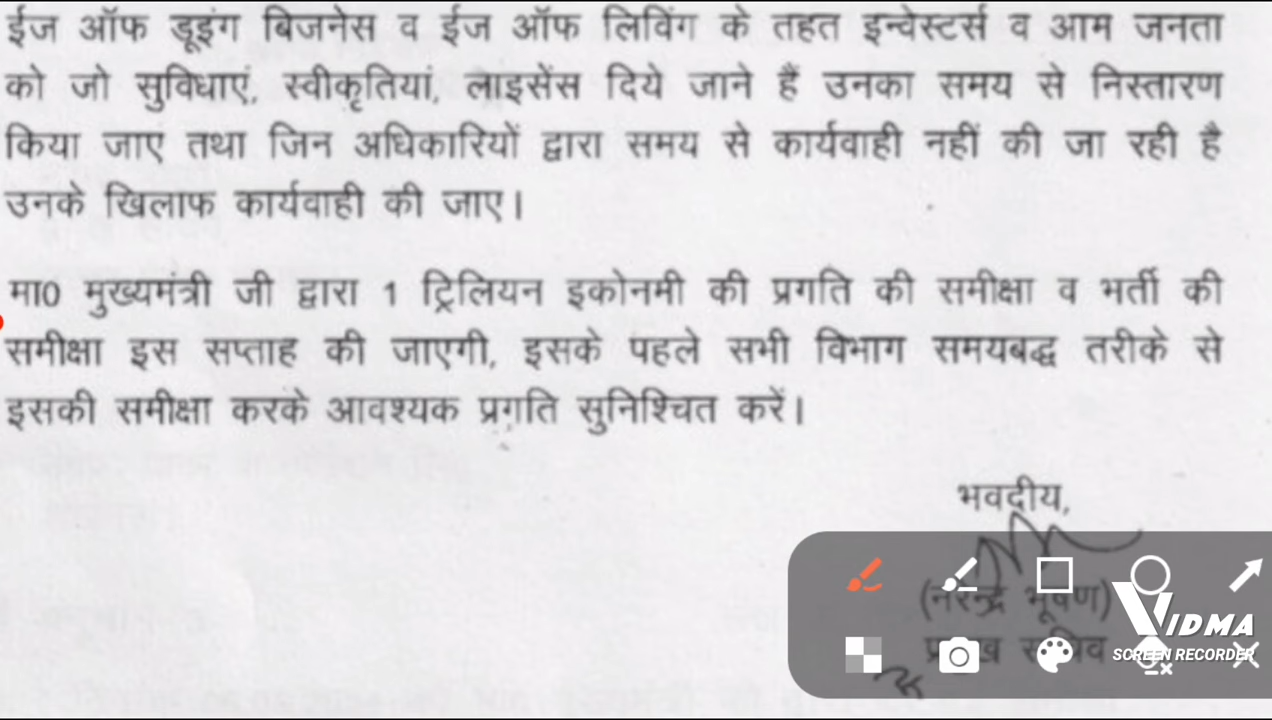 ईज ऑफ डूइंग बिजनेस व ईज ऑफ लिविंग के तहत इन्वेस्टर्स व आम जनता
को जो सुविधाएं, स्वीकृतियां, लाइसेंस दिये जाने हैं उनका समय से निस्तारण
किया जाए तथा जिन अधिकारियों द्वारा समय से कार्यवाही नहीं की जा रही है
उनके खिलाफ कार्यवाही की जाए।
मा0 मुख्यमंत्री जी द्वारा 1 ट्रिलियन इकोनमी की प्रगति की समीक्षा व भर्ती की
समीक्षा इस सप्ताह की जाएगी, इसके पहले सभी विभाग समयबद्ध तरीके से
इसकी समीक्षा करके आवश्यक प्रगति सुनिश्चित करें।
भवदीय,
(नरेन्द्र भूषण)
प्रमुख सचिव
VIDMA
SCREEN RECORDER